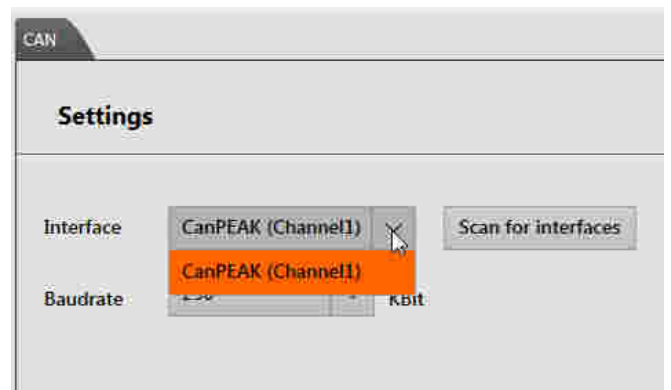 CAN
Settings
Interface CanPEAK (Channel1) Scan for interfaces
CanPEAK (Channel1)
Baudrate KBit